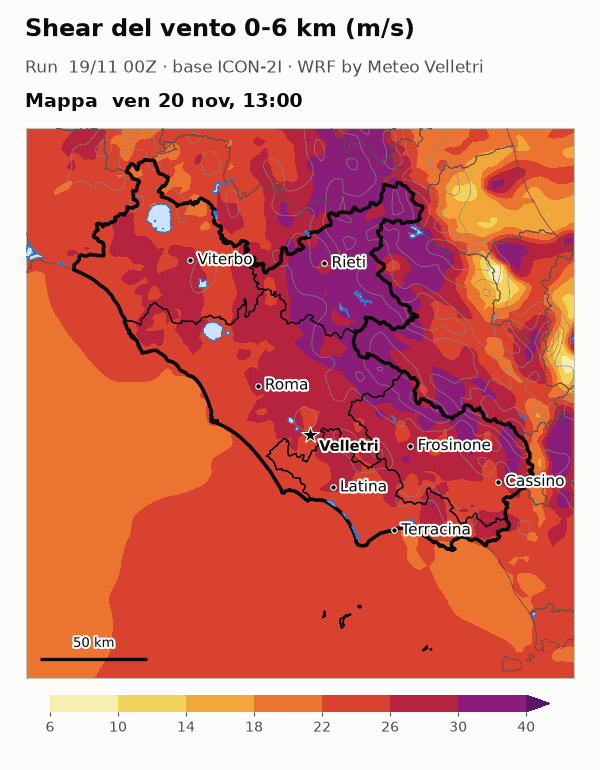 Shear del vento 0-6 km (m/s)
Run  19/11 00Z · base ICON-2I · WRF by Meteo Velletri
Mappa  ven 20 nov, 13:00
Viterbo
Rieti
Roma
Velletri
Frosinone
Cassino
Latina
Terracina
50 km
6 10 14 18 22 26 30 40